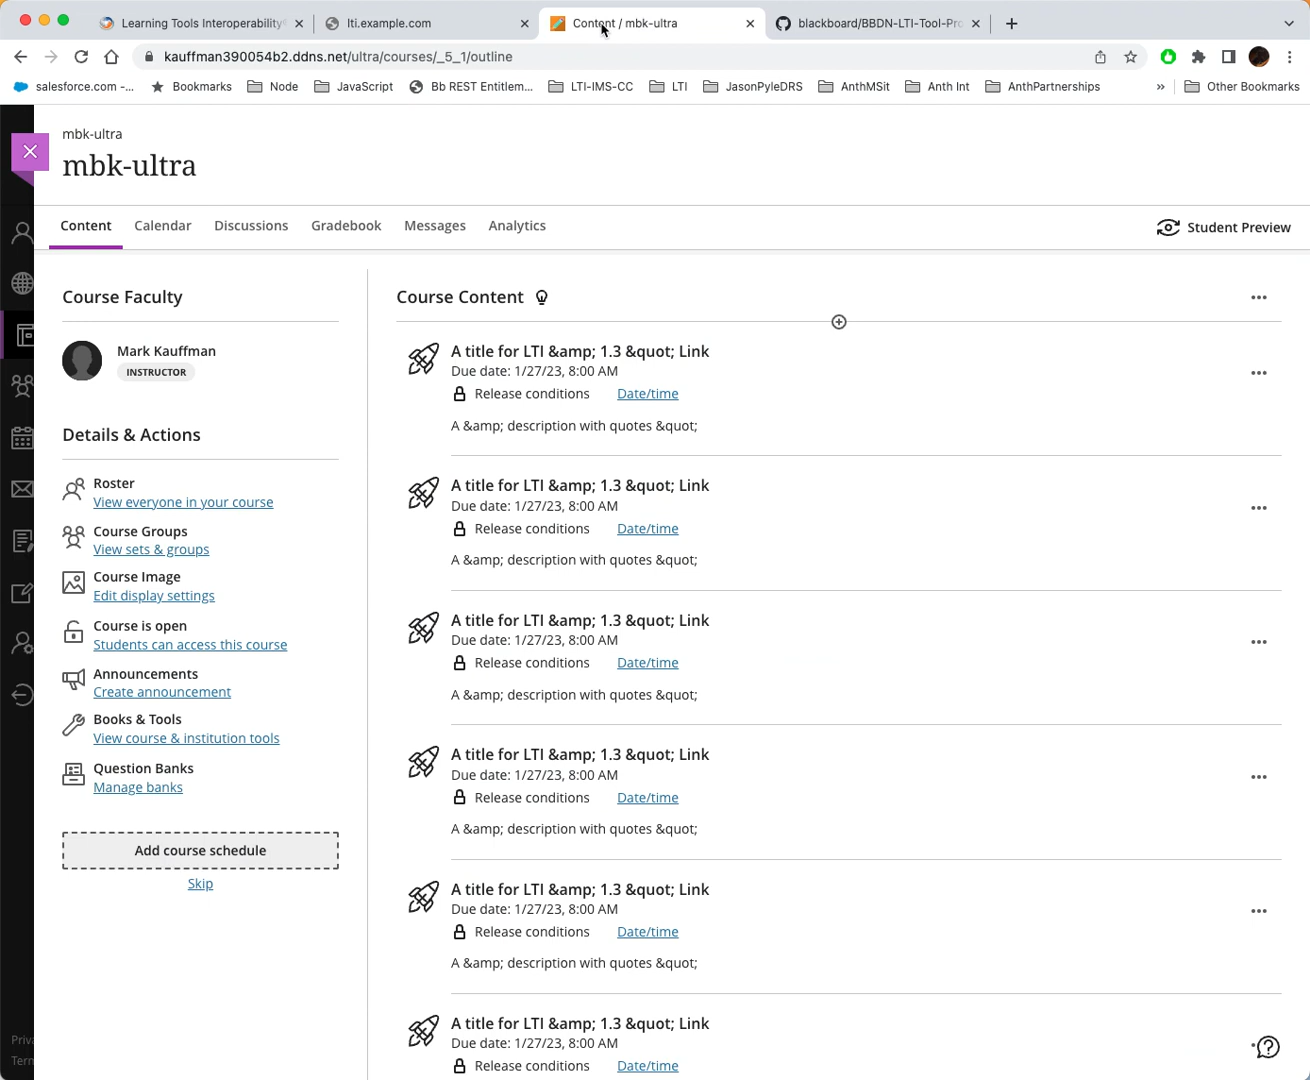 Learning Tools Interoperability
lti.example.com
Content / mbk-ultra
blackboard/BBDN-LTI-Tool-Pro
kauffman390054b2.ddns.net/ultra/courses/_5_1/outline
salesforce.com -...
Bookmarks
Node
JavaScript
Bb REST Entitlem...
LTI-IMS-CC
LTI
JasonPyleDRS
AnthMSit
Anth Int
AnthPartnerships
»
Other Bookmarks
mbk-ultra
mbk-ultra
Content
Calendar
Discussions
Gradebook
Messages
Analytics
Student Preview
Course Faculty
Mark Kauffman
INSTRUCTOR
Details & Actions
Roster
View everyone in your course
Course Groups
View sets & groups
Course Image
Edit display settings
Course is open
Students can access this course
Announcements
Create announcement
Books & Tools
View course & institution tools
Question Banks
Manage banks
Add course schedule
Skip
Priva
Term
Course Content
A title for LTI &amp; 1.3 &quot; Link
Due date: 1/27/23, 8:00 AM
Release conditions Date/time
A &amp; description with quotes &quot;
A title for LTI &amp; 1.3 &quot; Link
Due date: 1/27/23, 8:00 AM
Release conditions Date/time
A &amp; description with quotes &quot;
A title for LTI &amp; 1.3 &quot; Link
Due date: 1/27/23, 8:00 AM
Release conditions Date/time
A &amp; description with quotes &quot;
A title for LTI &amp; 1.3 &quot; Link
Due date: 1/27/23, 8:00 AM
Release conditions Date/time
A &amp; description with quotes &quot;
A title for LTI &amp; 1.3 &quot; Link
Due date: 1/27/23, 8:00 AM
Release conditions Date/time
A &amp; description with quotes &quot;
A title for LTI &amp; 1.3 &quot; Link
Due date: 1/27/23, 8:00 AM
Release conditions Date/time